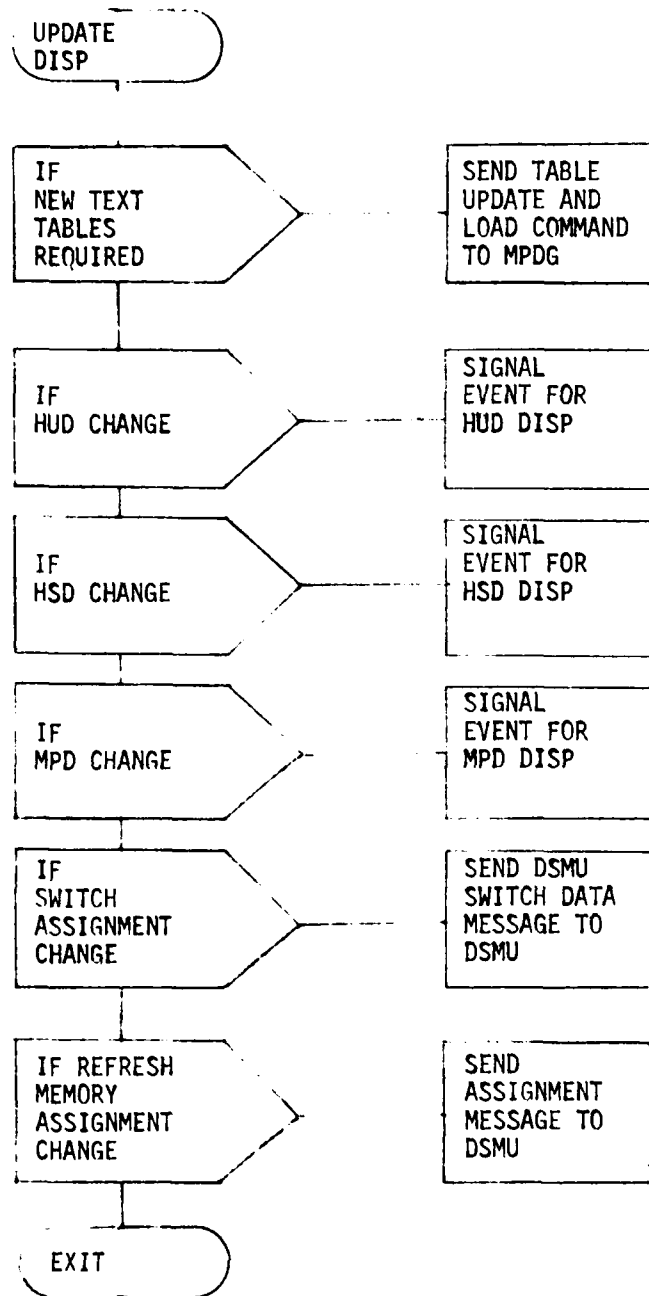 UPDATE
DISP
IF
NEW TEXT
TABLES
REQUIRED
SEND TABLE
UPDATE AND
LOAD COMMAND
TO MPDG
IF
HUD CHANGE
SIGNAL
EVENT FOR
HUD DISP
IF
HSD CHANGE
SIGNAL
EVENT FOR
HSD DISP
IF
MPD CHANGE
SIGNAL
EVENT FOR
MPD DISP
IF
SWITCH
ASSIGNMENT
CHANGE
SEND DSMU
SWITCH DATA
MESSAGE TO
DSMU
IF REFRESH
MEMORY
ASSIGNMENT
CHANGE
SEND
ASSIGNMENT
MESSAGE TO
DSMU
EXIT